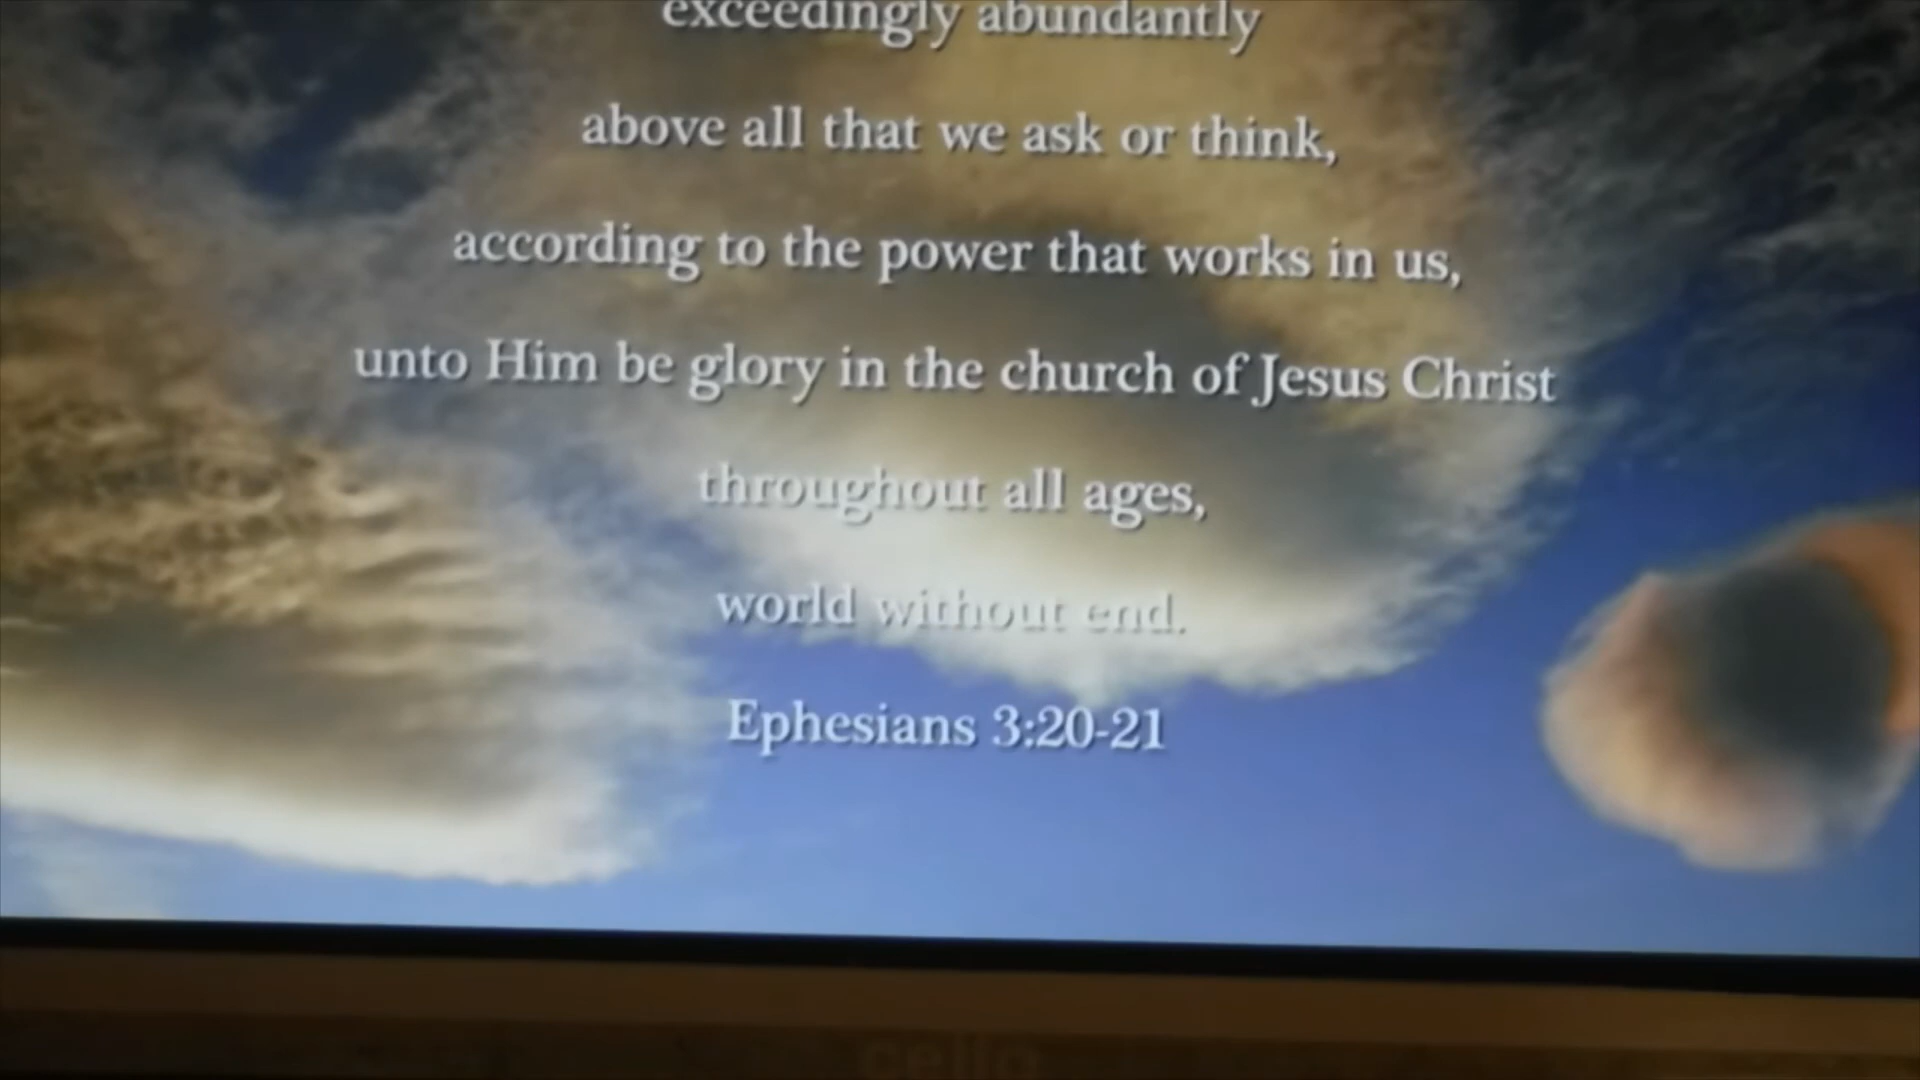 exceedingly abundantly
above all that we ask or think,
according to the power that works in us,
unto Him be glory in the church of Jesus Christ
throughout all ages,
world without end.
Ephesians 3:20-21
cello